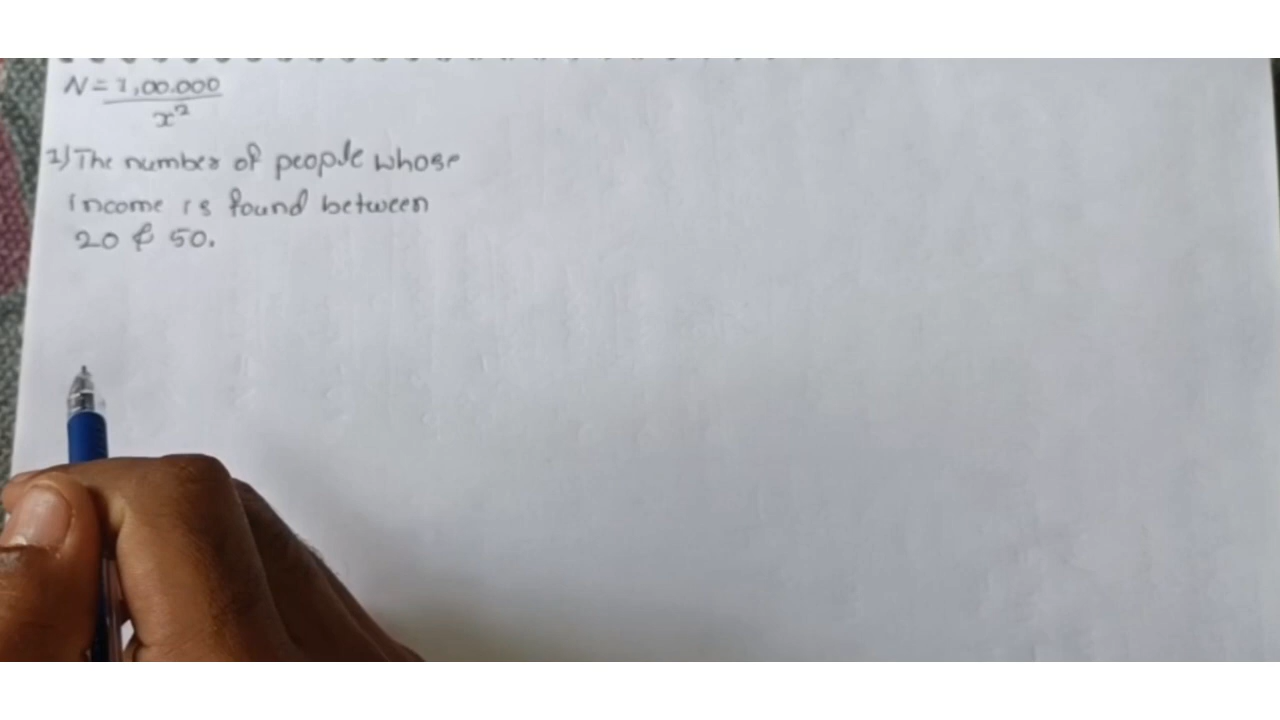 N = 1,00.000
x²
1) The number of people whose
income is found between
20 & 50.